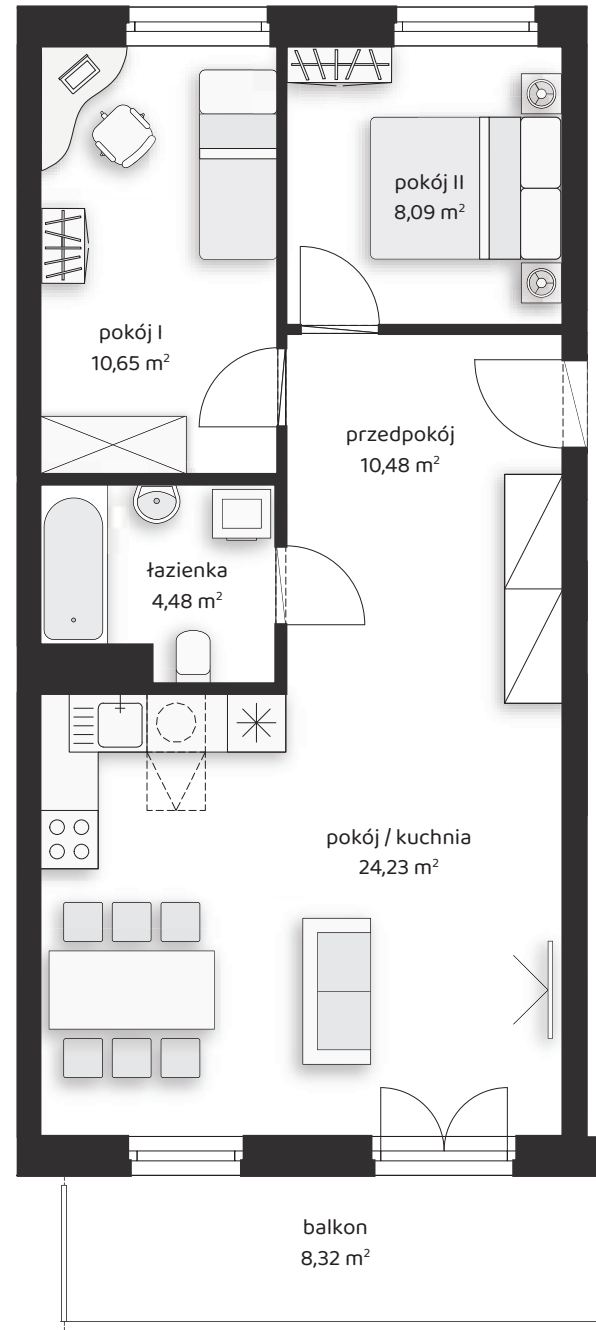 pokój II
8,09 m²
pokój I
10,65 m²
przedpokój
10,48 m²
łazienka
4,48 m²
pokój / kuchnia
24,23 m²
balkon
8,32 m²